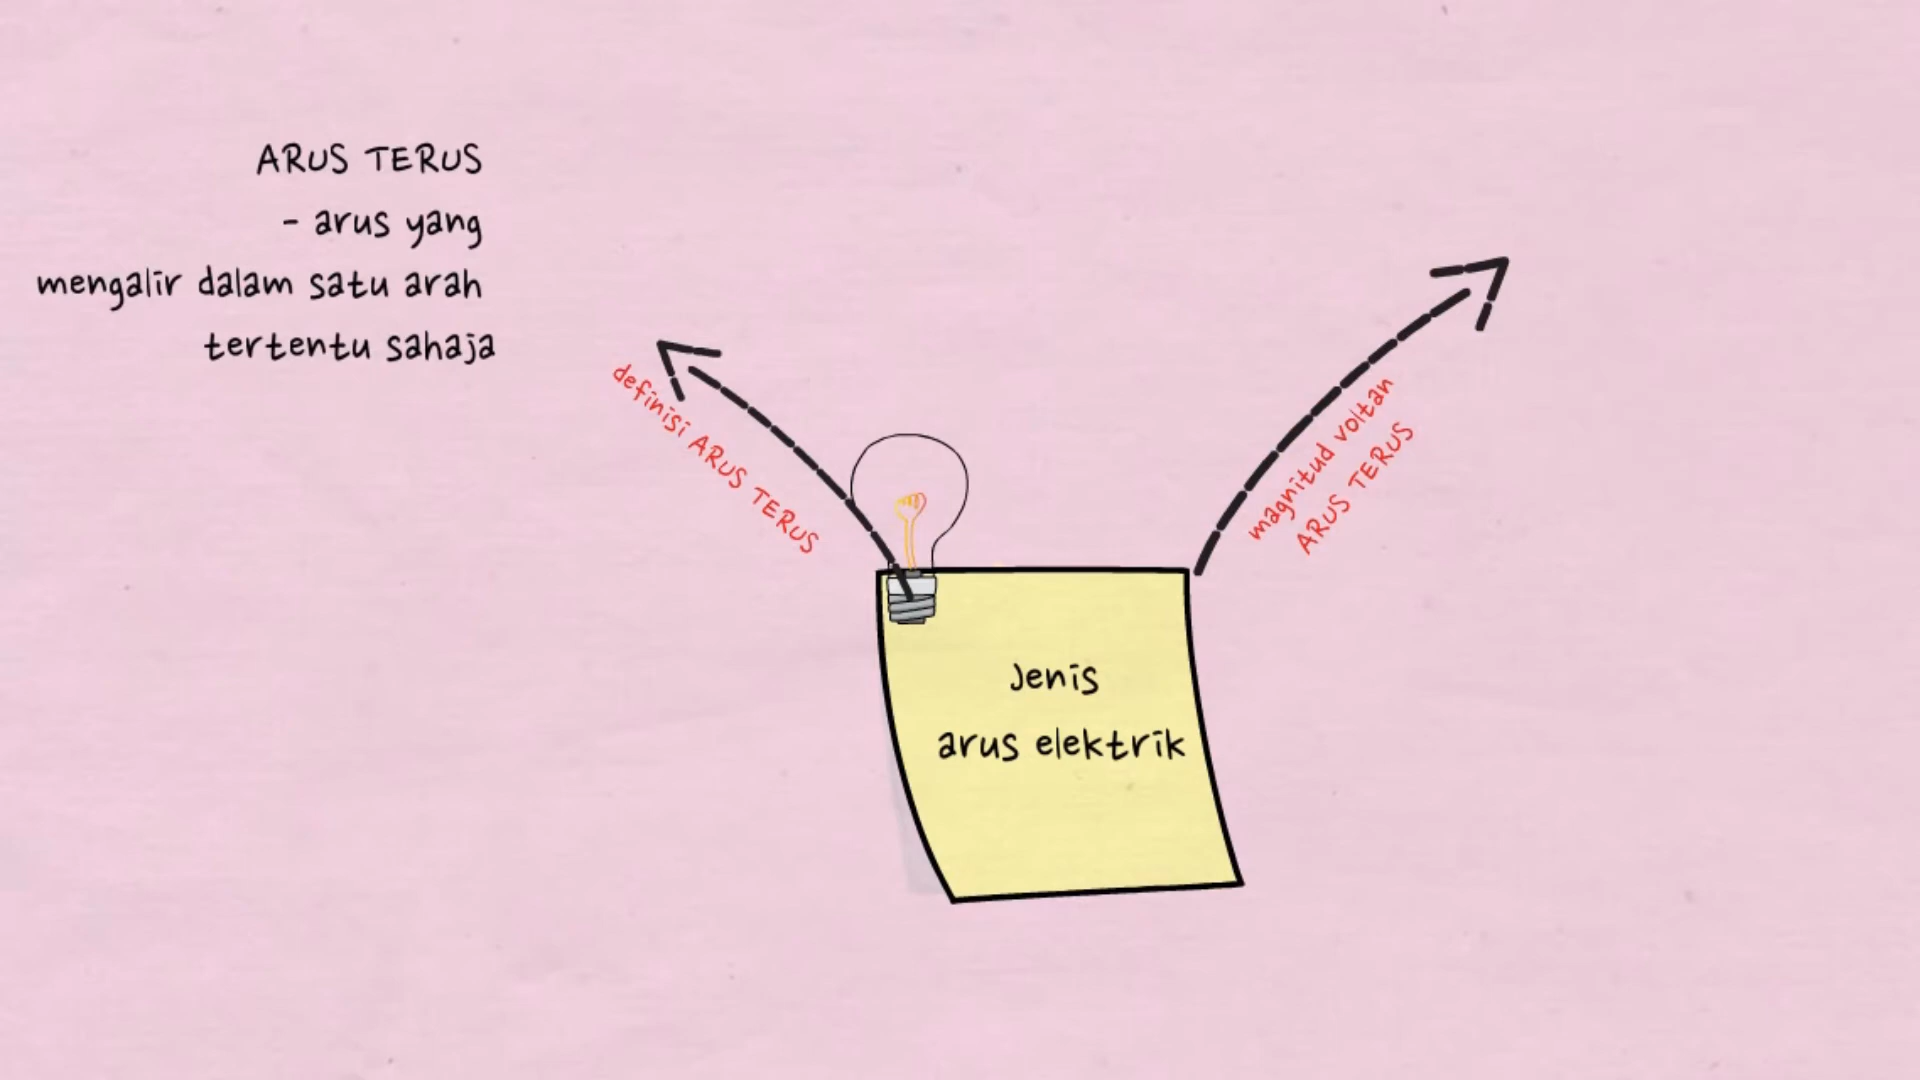 ARUS TERUS
- arus yang
mengalir dalam satu arah
tertentu sahaja
definisi ARUS TERUS
magnitud voltan
ARUS TERUS
Jenis
arus elektrik